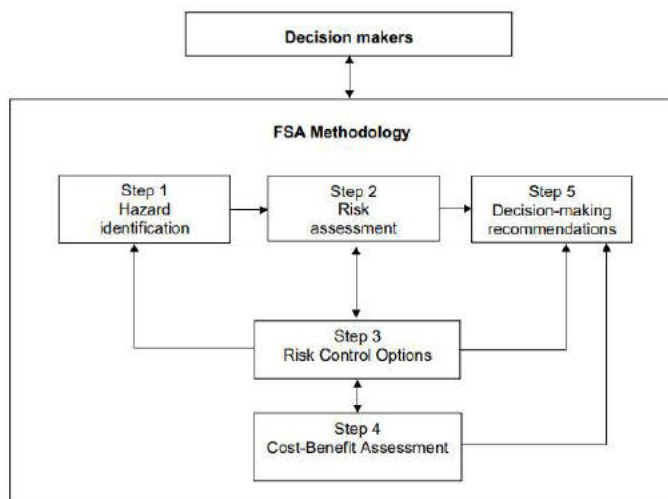 Decision makers
FSA Methodology
Step 1
Hazard
identification
Step 2
Risk
assessment
Step 5
Decision-making
recommendations
Step 3
Risk Control Options
Step 4
Cost-Benefit Assessment